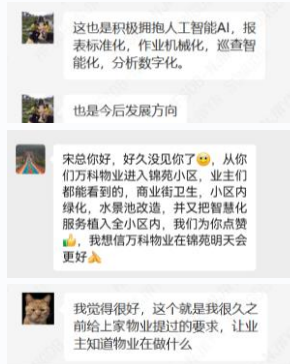 这也是积极拥抱人工智能AI，报
表标准化，作业机械化，巡查智
能化，分析数字化。
也是今后发展方向
宋总你好，好久没见你了，从你
们万科物业进入锦苑小区，业主们
都能看到的，商业街卫生，小区内
绿化，水景池改造，并又把智慧化
服务植入全小区内，我们为你点赞
，我想信万科物业在锦苑明天会
更好
我觉得很好，这个就是我很久之
前给上家物业提过的要求，让业
主知道物业在做什么